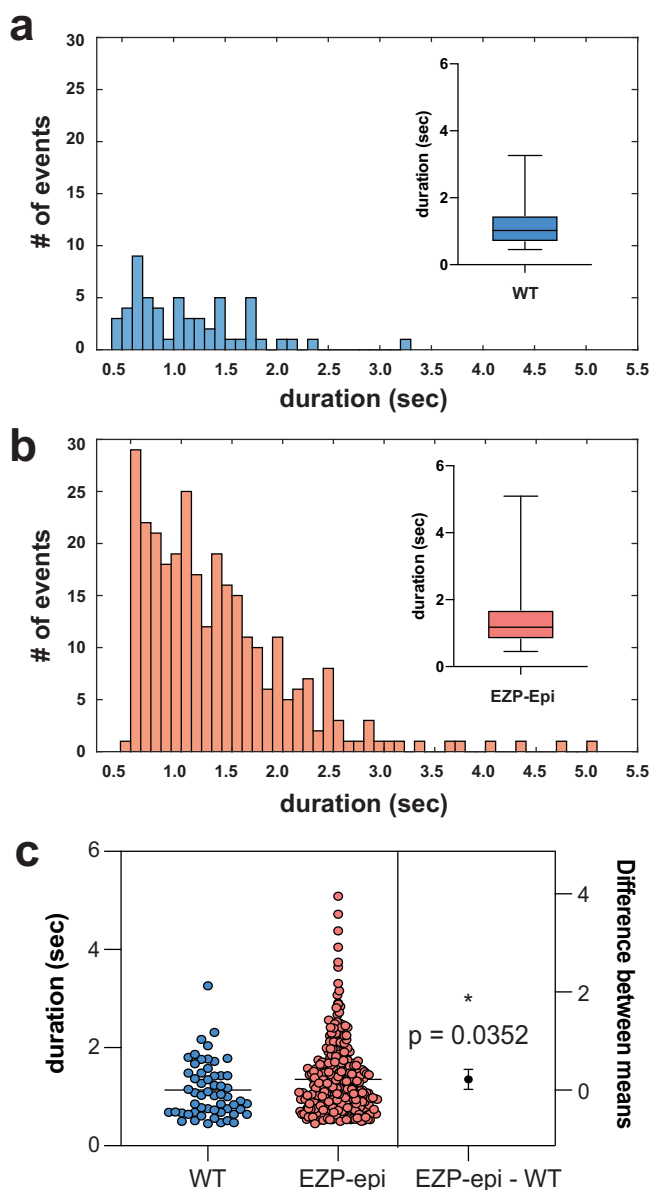 a
30
25
20
15
10
5
0
# of events
0.5 1.0 1.5 2.0 2.5 3.0 3.5 4.0 4.5 5.0 5.5
duration (sec)
6
4
2
0
duration (sec)
WT
b
30
25
20
15
10
5
0
# of events
0.5 1.0 1.5 2.0 2.5 3.0 3.5 4.0 4.5 5.0 5.5
duration (sec)
6
4
2
0
duration (sec)
EZP-Epi
c
6
4
2
0
duration (sec)
WT EZP-epi EZP-epi - WT
*
p = 0.0352
4
2
0
Difference between means